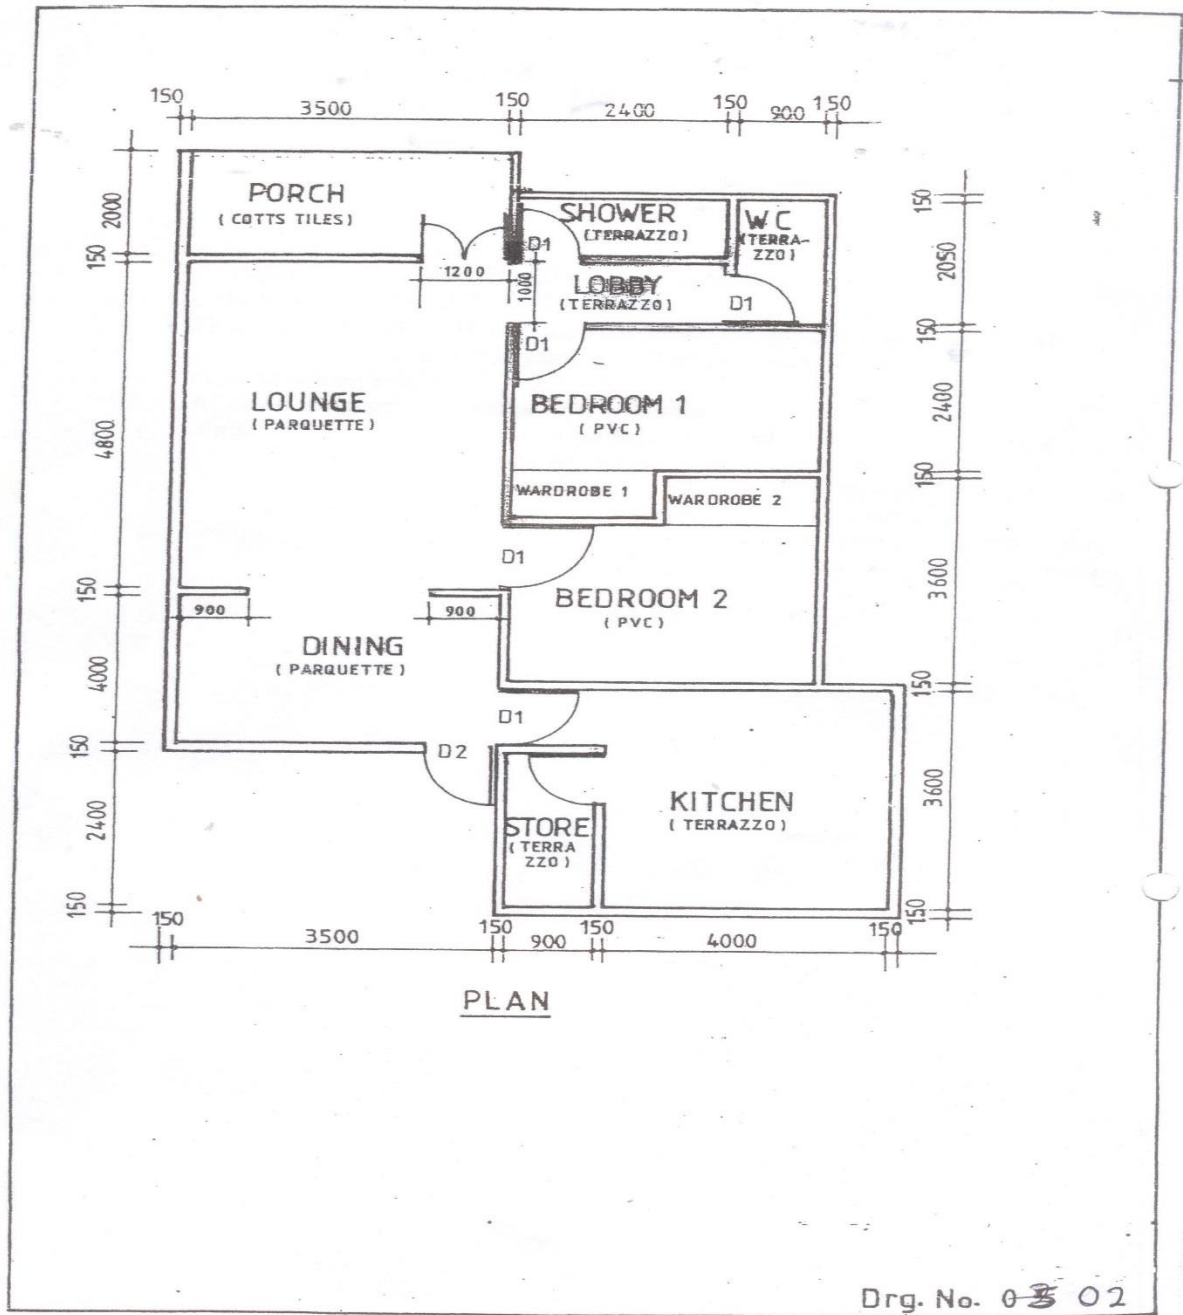 150 3500 150 2400 150 900 150
PORCH
(COTTS TILES)
SHOWER
(TERRAZZO)
WC
(TERRA-
ZZO)
D1
1200
1000
LOBBY
(TERRAZZO)
D1
D1
LOUNGE
(PARQUETTE)
BEDROOM 1
(PVC)
WARDROBE 1
WARDROBE 2
D1
BEDROOM 2
(PVC)
900
900
DINING
(PARQUETTE)
D1
D2
KITCHEN
(TERRAZZO)
STORE
(TERRA
ZZO)
2000
150
4800
150
4000
150
2400
150
150
2050
150
2400
150
3600
150
3600
150
150 3500 150 900 150 4000 150
PLAN
Drg. No. 02